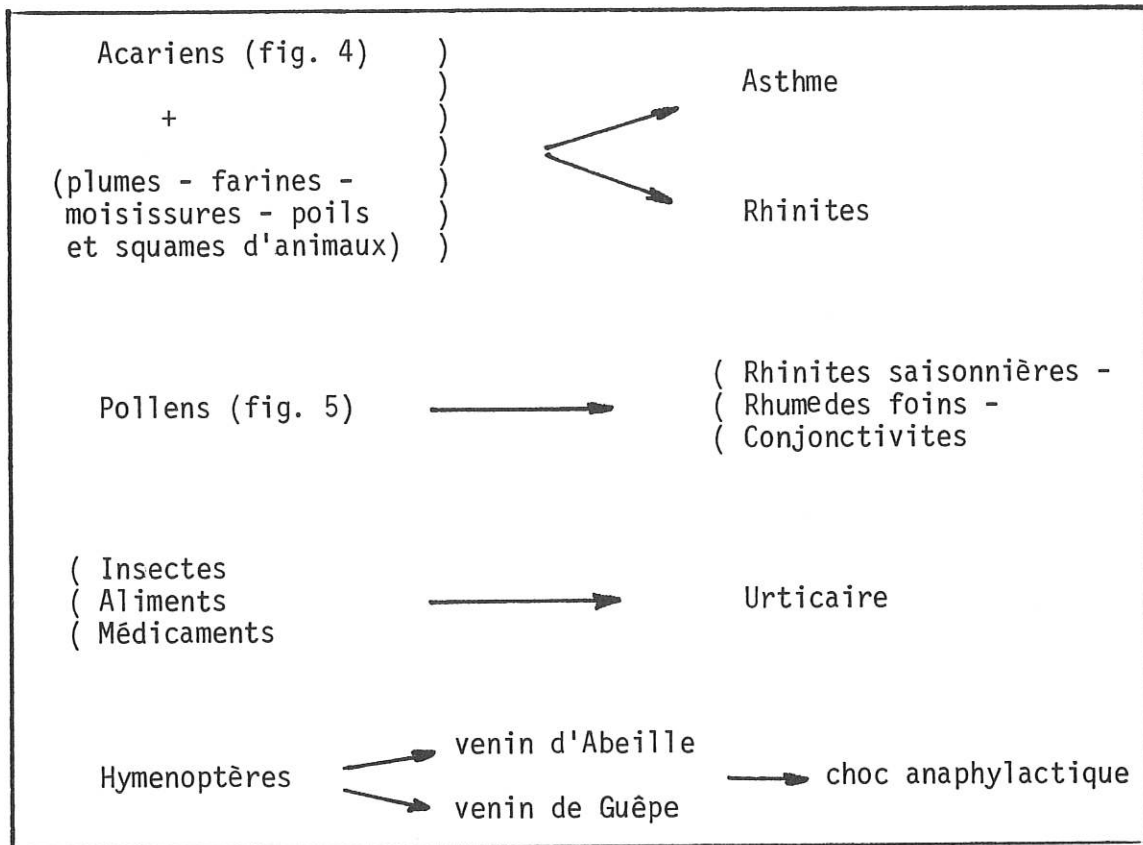 Acariens (fig. 4) )
)
+ )
)
(plumes - farines - )
moisissures - poils )
et squames d'animaux) )
Asthme
Rhinites
Pollens (fig. 5)
( Rhinites saisonnières -
( Rhumedes foins -
( Conjonctivites
( Insectes
( Aliments
( Médicaments
Urticaire
Hymenoptères
venin d'Abeille
venin de Guêpe
choc anaphylactique